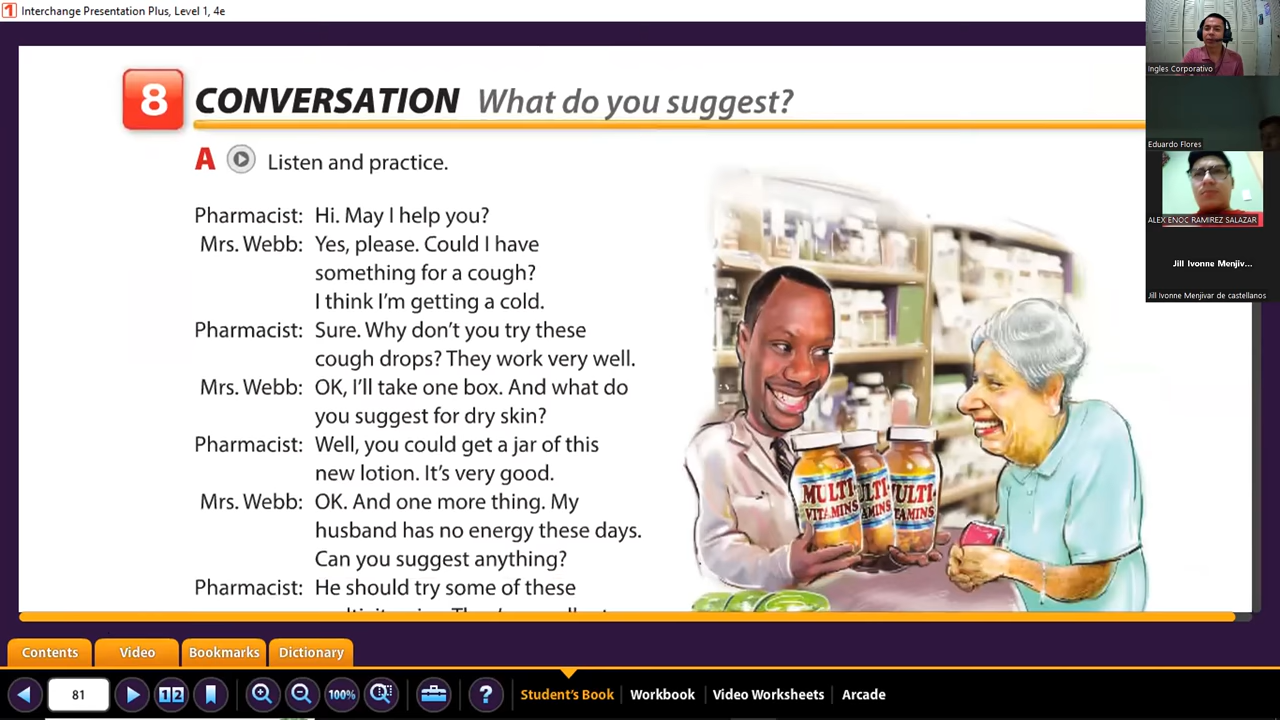 Interchange Presentation Plus, Level 1, 4e
8 CONVERSATION What do you suggest?
A Listen and practice.
Pharmacist: Hi. May I help you?
Mrs. Webb: Yes, please. Could I have
something for a cough?
I think I'm getting a cold.
Pharmacist: Sure. Why don't you try these
cough drops? They work very well.
Mrs. Webb: OK, I'll take one box. And what do
you suggest for dry skin?
Pharmacist: Well, you could get a jar of this
new lotion. It's very good.
Mrs. Webb: OK. And one more thing. My
husband has no energy these days.
Can you suggest anything?
Pharmacist: He should try some of these
MULTI-
VITAMINS
Ingles Corporativo
Eduardo Flores
ALEX ENOC RAMIREZ SALAZAR
Jill Ivonne Menjiv...
Jill Ivonne Menjivar de castellanos
Contents Video Bookmarks Dictionary
81 12 100% ? Student's Book Workbook Video Worksheets Arcade